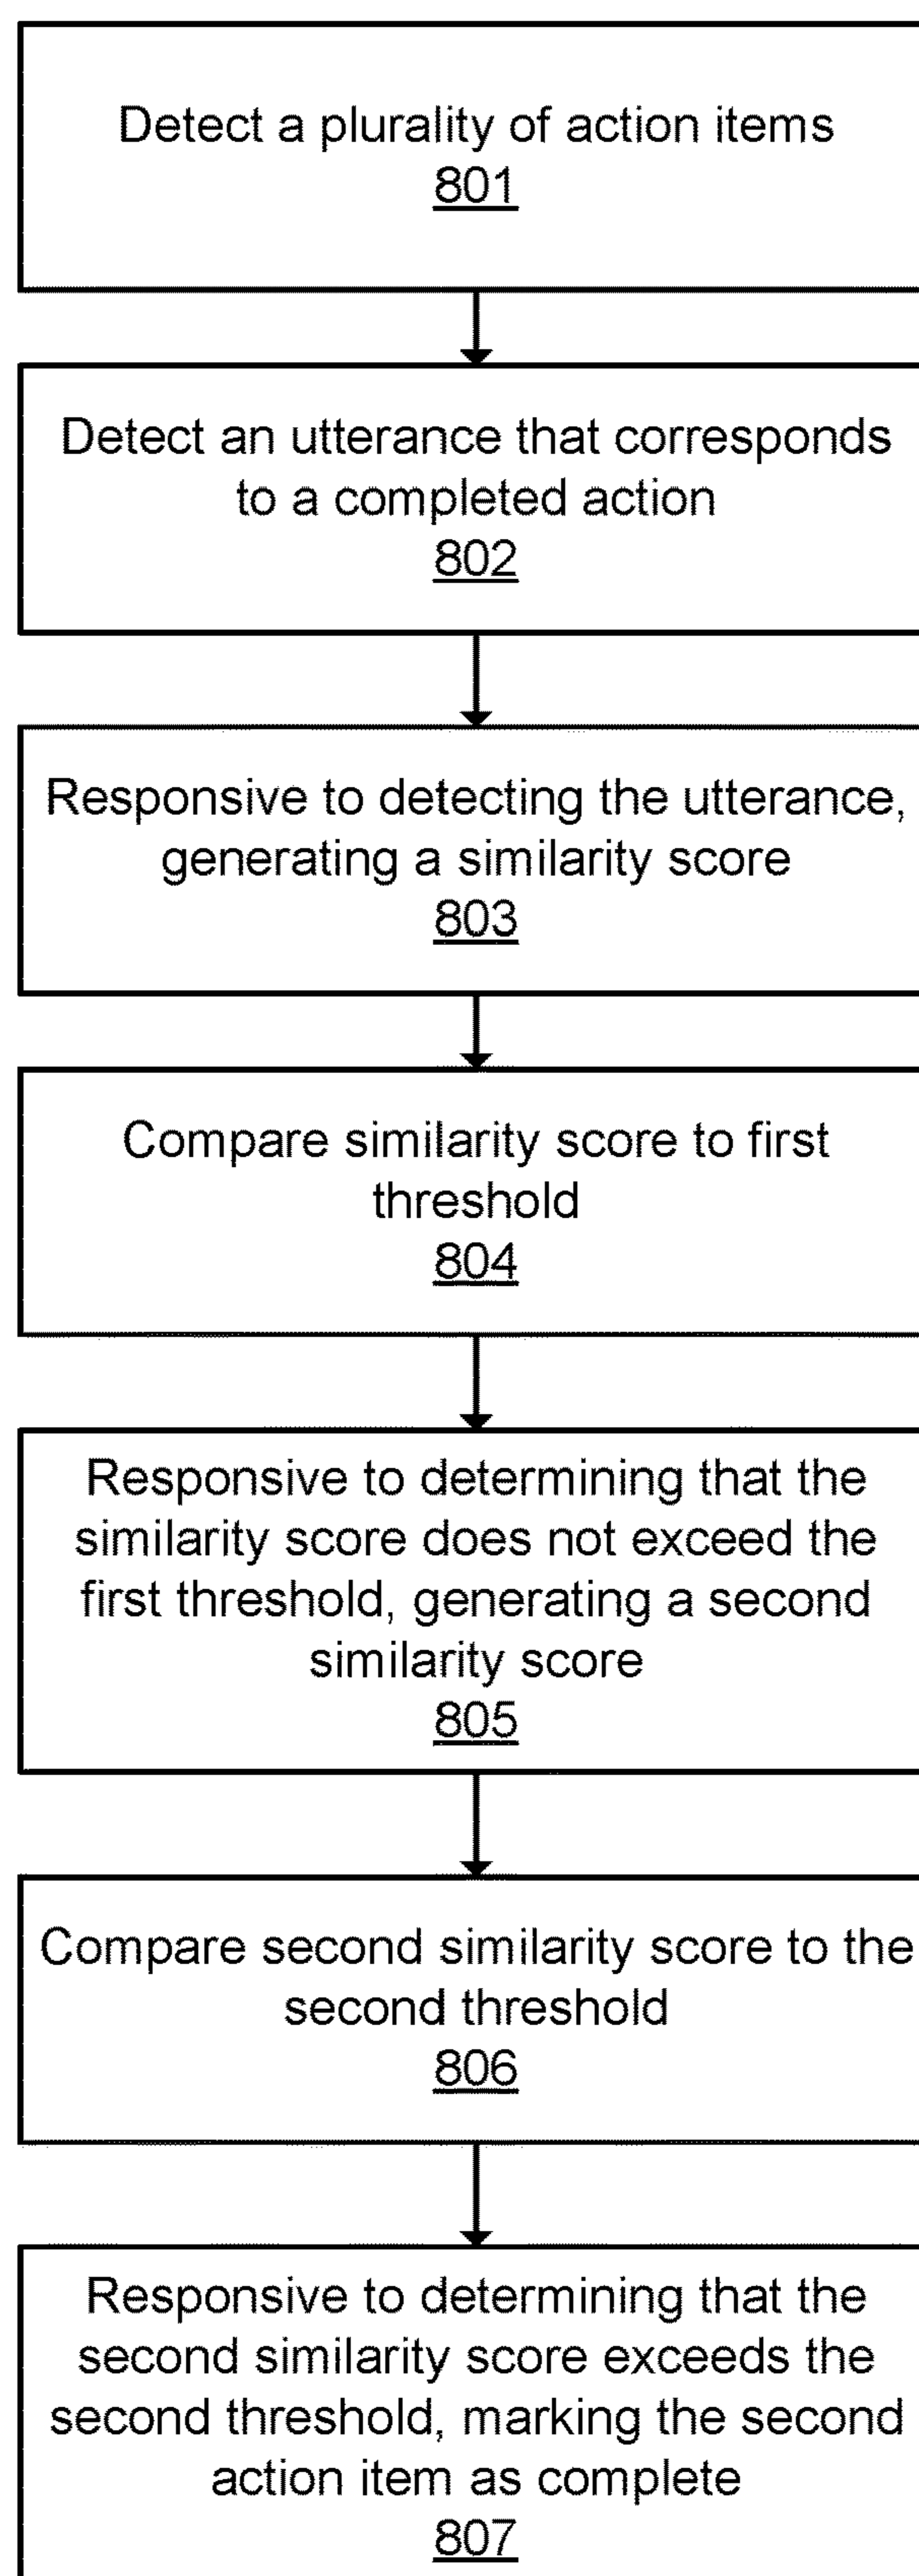 Detect a plurality of action items
801
Detect an utterance that corresponds
to a completed action
802
Responsive to detecting the utterance,
generating a similarity score
803
Compare similarity score to first
threshold
804
Responsive to determining that the
similarity score does not exceed the
first threshold, generating a second
similarity score
805
Compare second similarity score to the
second threshold
806
Responsive to determining that the
second similarity score exceeds the
second threshold, marking the second
action item as complete
807